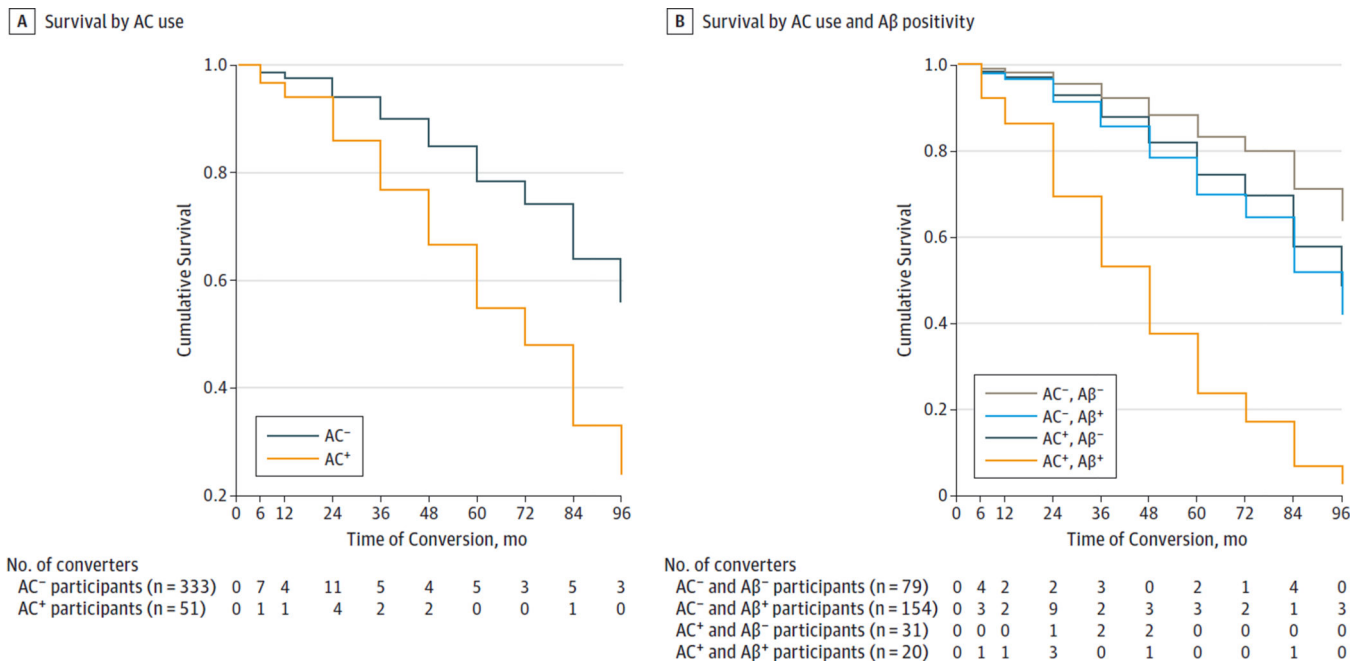 A Survival by AC use
1.0
0.8
0.6
0.4
0.2
Cumulative Survival
AC⁻
AC⁺
0 6 12 24 36 48 60 72 84 96
Time of Conversion, mo
No. of converters
AC⁻ participants (n = 333) 0 7 4 11 5 4 5 3 5 3
AC⁺ participants (n = 51) 0 1 1 4 2 2 0 0 1 0
B Survival by AC use and Aβ positivity
1.0
0.8
0.6
0.4
0.2
0
Cumulative Survival
AC⁻, Aβ⁻
AC⁻, Aβ⁺
AC⁺, Aβ⁻
AC⁺, Aβ⁺
0 6 12 24 36 48 60 72 84 96
Time of Conversion, mo
No. of converters
AC⁻ and Aβ⁻ participants (n = 79) 0 4 2 2 3 0 2 1 4 0
AC⁻ and Aβ⁺ participants (n = 154) 0 3 2 9 2 3 3 2 1 3
AC⁺ and Aβ⁻ participants (n = 31) 0 0 0 1 2 2 0 0 0 0
AC⁺ and Aβ⁺ participants (n = 20) 0 1 1 3 0 1 0 0 1 0